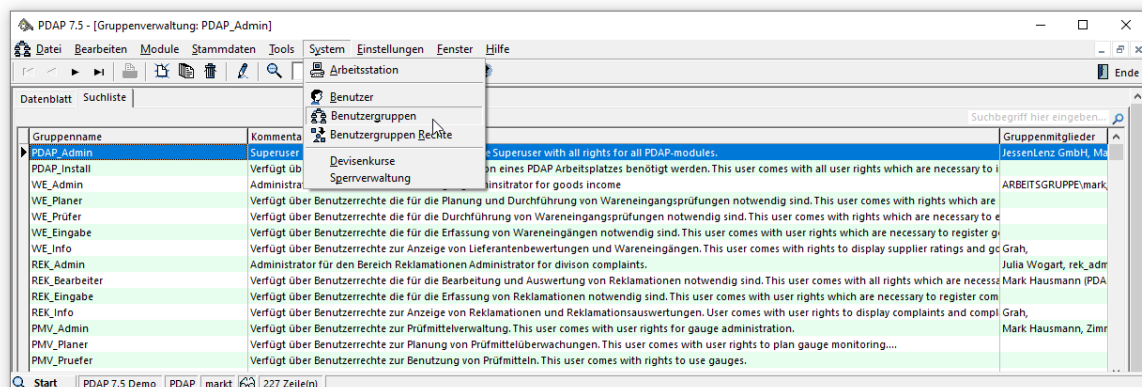 PDAP 7.5 - [Gruppenverwaltung: PDAP_Admin]
Datei Bearbeiten Module Stammdaten Tools System Einstellungen Fenster Hilfe
Ende
Arbeitsstation
Benutzer
Benutzergruppen
Benutzergruppen Rechte
Devisenkurse
Sperrverwaltung
Datenblatt Suchliste
Suchbegriff hier eingeben...
Gruppenname Kommenta Gruppenmitglieder
PDAP_Admin Superuser e Superuser with all rights for all PDAP-modules. JessenLenz GmbH, Ma
PDAP_Install Verfügt üb on eines PDAP Arbeitsplatzes benötigt werden. This user comes with all user rights which are necessary to i
WE_Admin Administra minsitrator for goods income ARBEITSGRUPPE\mark,
WE_Planer Verfügt über Benutzerrechte die für die Planung und Durchführung von Wareneingangsprüfungen notwendig sind. This user comes with rights which are
WE_Prüfer Verfügt über Benutzerrechte die für die Durchführung von Wareneingangsprüfungen notwendig sind. This user comes with rights which are necessary to e
WE_Eingabe Verfügt über Benutzerrechte die für die Erfassung von Wareneingängen notwendig sind. This user comes with user rights which are necessary to register g
WE_Info Verfügt über Benutzerrechte zur Anzeige von Lieferantenbewertungen und Wareneingängen. This user comes with rights to display supplier ratings and go Grah,
REK_Admin Administrator für den Bereich Reklamationen Administrator for divison complaints. Julia Wogart, rek_adm
REK_Bearbeiter Verfügt über Benutzerrechte die für die Bearbeitung und Auswertung von Reklamationen notwendig sind. This user comes with all rights which are necessa Mark Hausmann (PDA
REK_Eingabe Verfügt über Benutzerrechte die für die Erfassung von Reklamationen notwendig sind. This user comes with user rights which are necessary to register com
REK_Info Verfügt über Benutzerrechte zur Anzeige von Reklamationen und Reklamationsauswertungen. User comes with user rights to display complaints and compl Grah,
PMV_Admin Verfügt über Benutzerrechte zur Prüfmittelverwaltung. This user comes with user rights for gauge administration. Mark Hausmann, Zimr
PMV_Planer Verfügt über Benutzerrechte zur Planung von Prüfmittelüberwachungen. This user comes with user rights to plan gauge monitoring....
PMV_Pruefer Verfügt über Benutzerrechte zur Benutzung von Prüfmitteln. This user comes with rights to use gauges.
Start PDAP 7.5 Demo PDAP markt 227 Zeile(n)